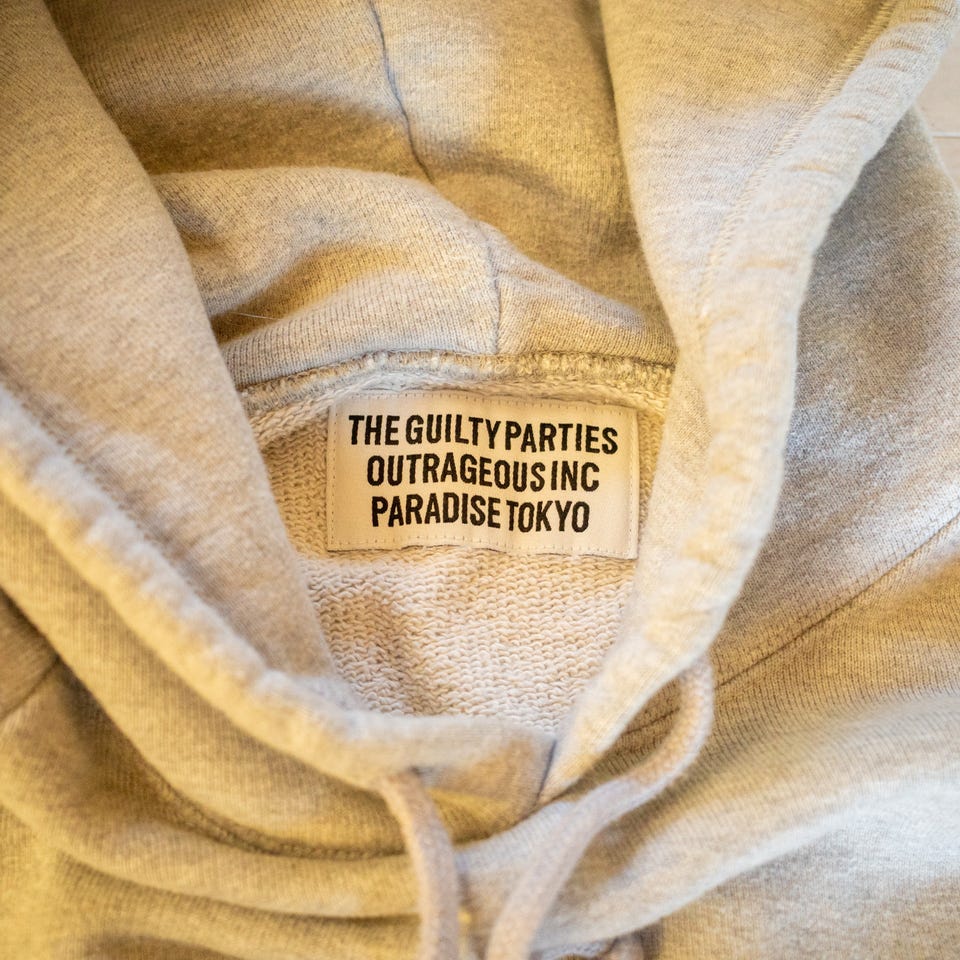 THE GUILTY PARTIES
OUTRAGEOUS INC
PARADISE TOKYO